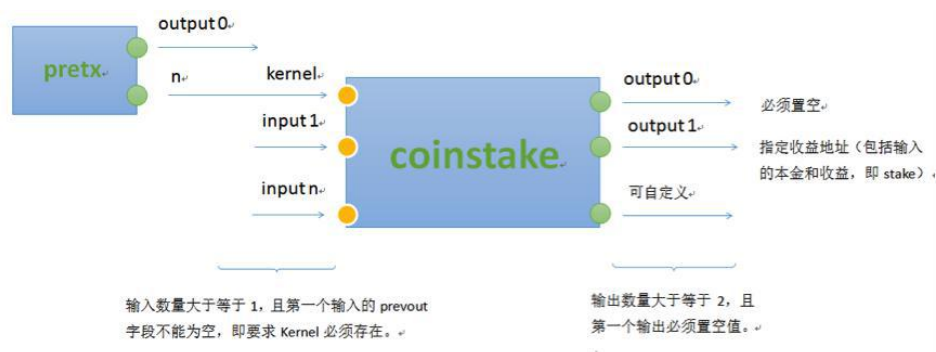 output 0
pretx
n
kernel
input 1
input n
coinstake
output 0
必须置空
output 1
指定收益地址（包括输入
的本金和收益，即 stake）
可自定义
输入数量大于等于 1，且第一个输入的 prevout
字段不能为空，即要求 Kernel 必须存在。
输出数量大于等于 2，且
第一个输出必须置空值。